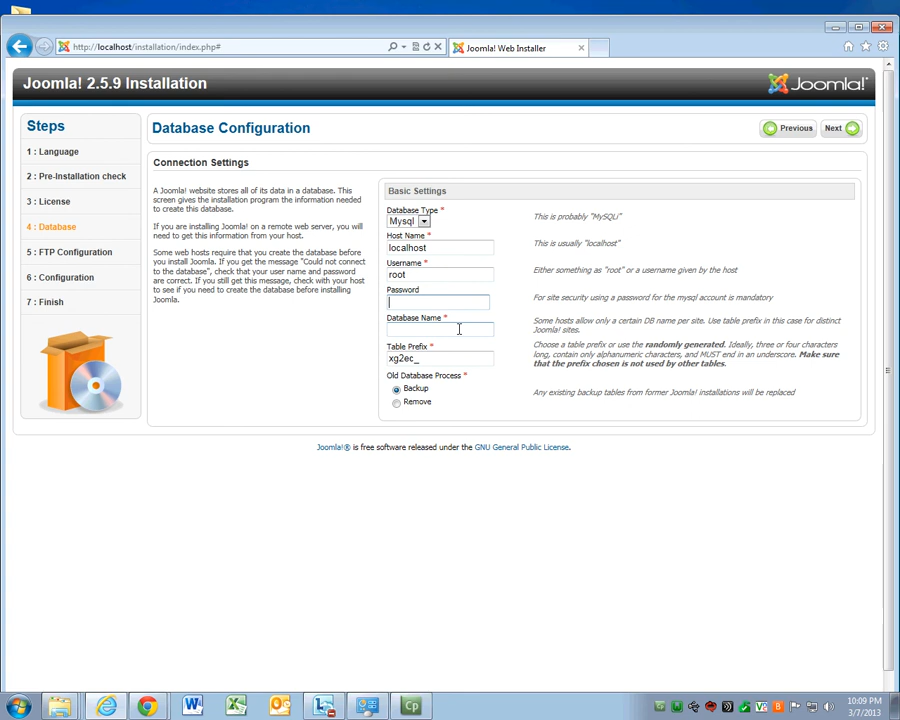 http://localhost/installation/index.php#
Joomla! Web Installer
Joomla! 2.5.9 Installation
Joomla!®
Steps
1 : Language
2 : Pre-Installation check
3 : License
4 : Database
5 : FTP Configuration
6 : Configuration
7 : Finish
Database Configuration
Previous
Next
Connection Settings
A Joomla! website stores all of its data in a database. This
screen gives the installation program the information needed
to create this database.
If you are installing Joomla! on a remote web server, you will
need to get this information from your host.
Some web hosts require that you create the database before
you install Joomla. If you get the message "Could not connect
to the database", check that your user name and password
are correct. If you still get this message, check with your host
to see if you need to create the database before installing
Joomla.
Basic Settings
Database Type *
Mysql
This is probably "MySQLi"
Host Name *
localhost
This is usually "localhost"
Username *
root
Either something as "root" or a username given by the host
Password
For site security using a password for the mysql account is mandatory
Database Name *
Some hosts allow only a certain DB name per site. Use table prefix in this case for distinct
Joomla! sites.
Table Prefix *
xg2ec_
Choose a table prefix or use the randomly generated. Ideally, three or four characters
long, contain only alphanumeric characters, and MUST end in an underscore. Make sure
that the prefix chosen is not used by other tables.
Old Database Process *
Backup
Remove
Any existing backup tables from former Joomla! installations will be replaced
Joomla!® is free software released under the GNU General Public License.
Cp
10:09 PM
3/7/2013